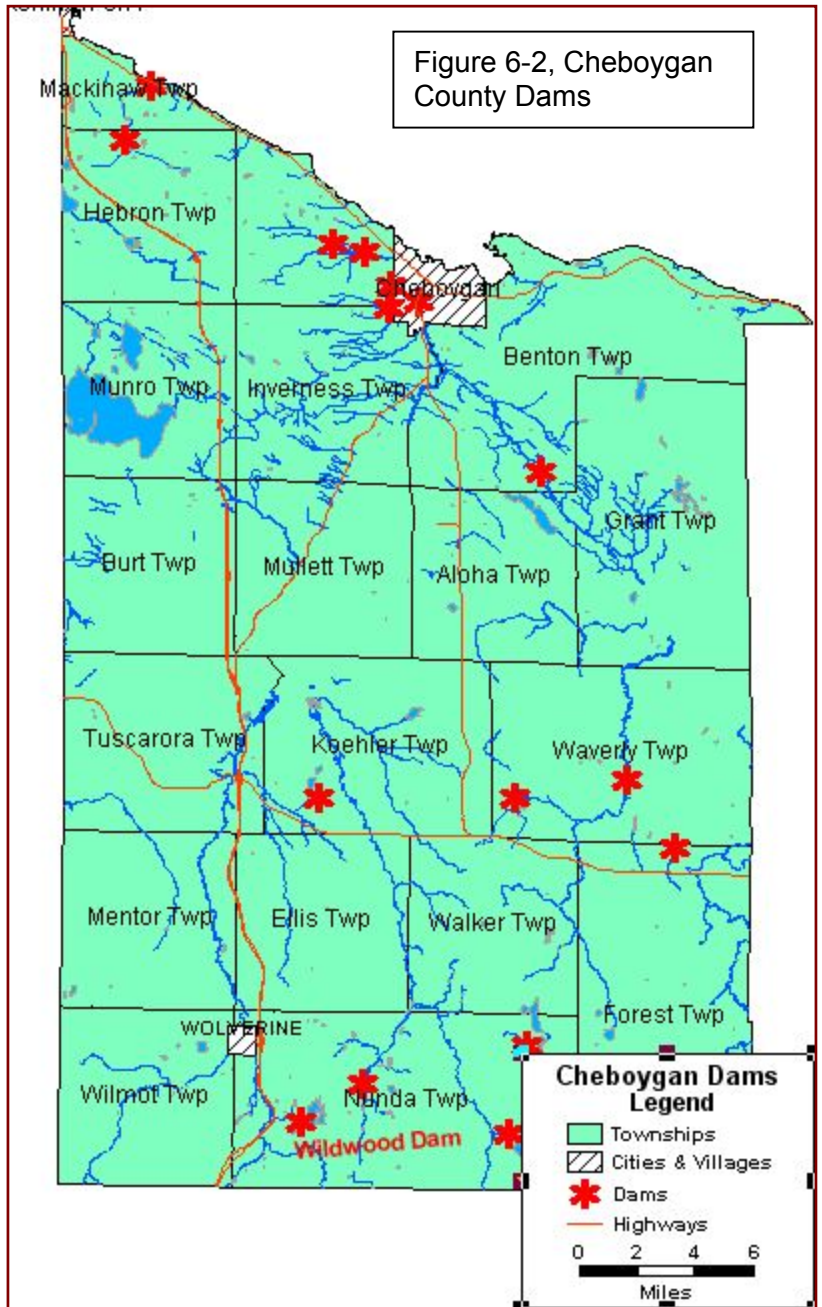 Figure 6-2, Cheboygan
County Dams
Mackinaw Twp
Hebron Twp
Cheboygan
Benton Twp
Munro Twp
Inverness Twp
Grant Twp
Burt Twp
Mullett Twp
Aloha Twp
Tuscarora Twp
Koehler Twp
Waverly Twp
Mentor Twp
Ellis Twp
Walker Twp
Forest Twp
WOLVERINE
Wilmot Twp
Nunda Twp
Wildwood Dam
Cheboygan Dams
Legend
Townships
Cities & Villages
Dams
Highways
0 2 4 6
Miles